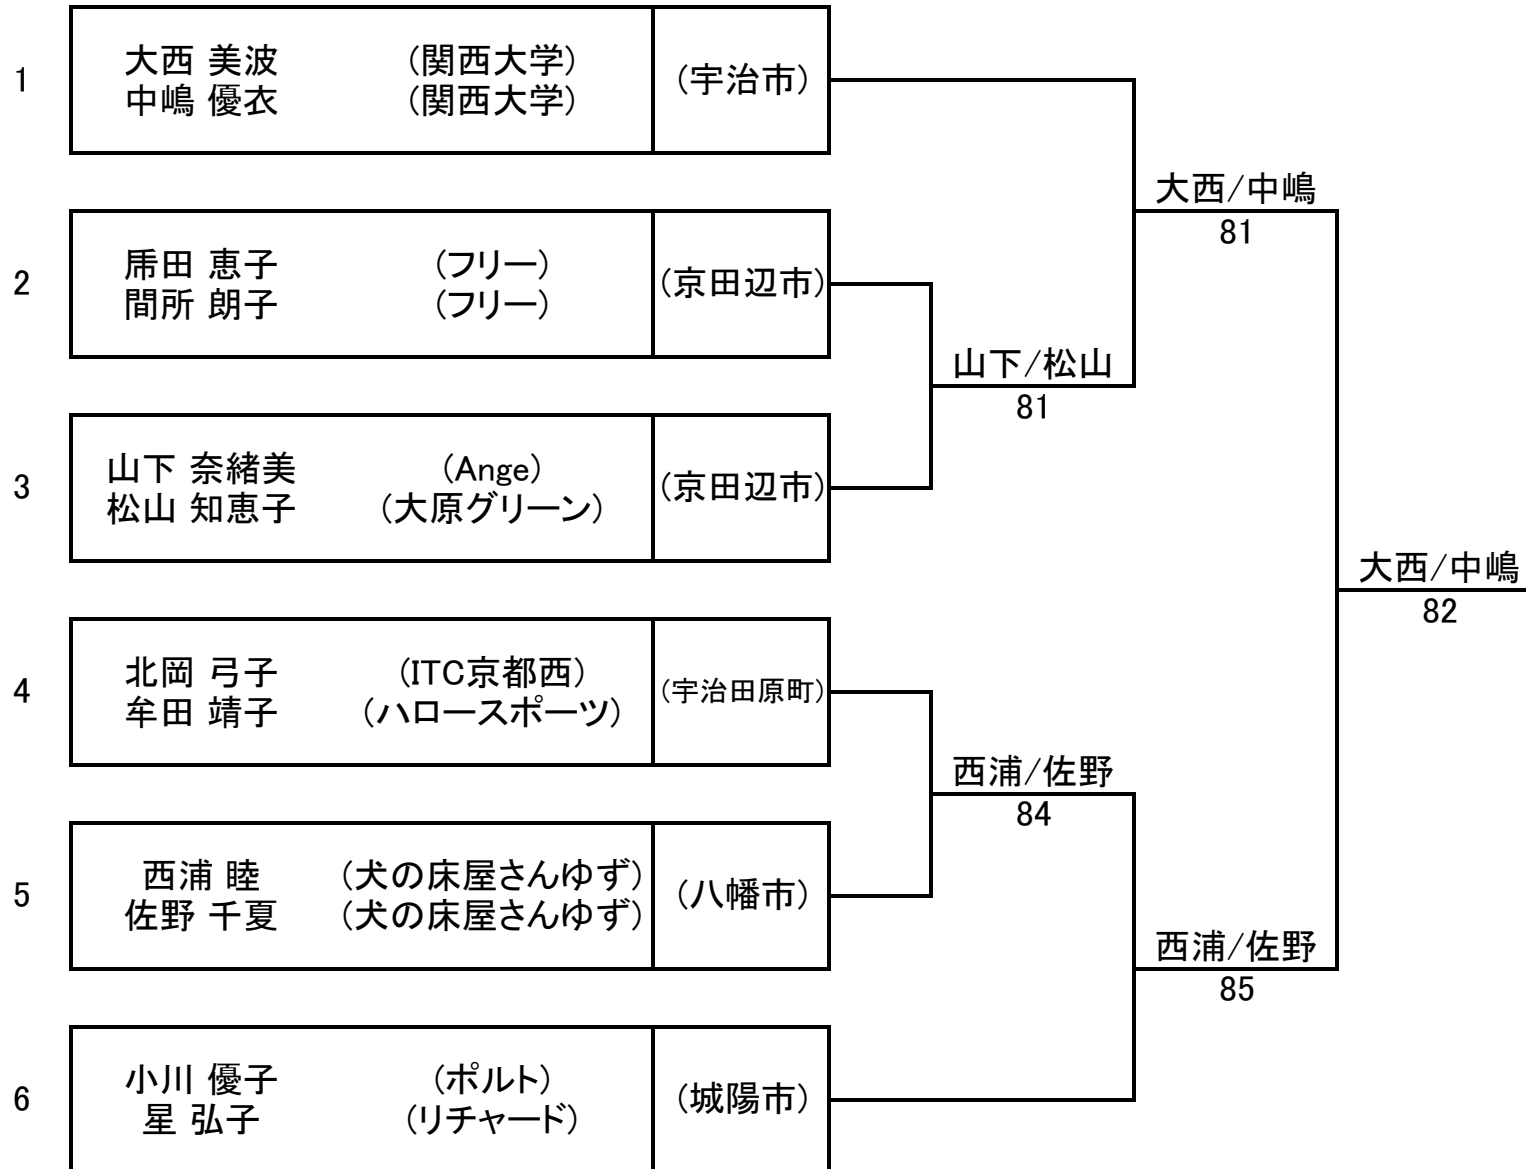 1
大西 美波 (関西大学)
中嶋 優衣 (関西大学)
(宇治市)
大西/中嶋
81
2
乕田 恵子 (フリー)
間所 朗子 (フリー)
(京田辺市)
山下/松山
81
3
山下 奈緒美 (Ange)
松山 知恵子 (大原グリーン)
(京田辺市)
大西/中嶋
82
4
北岡 弓子 (ITC京都西)
牟田 靖子 (ハロースポーツ)
(宇治田原町)
西浦/佐野
84
5
西浦 睦 (犬の床屋さんゆず)
佐野 千夏 (犬の床屋さんゆず)
(八幡市)
西浦/佐野
85
6
小川 優子 (ポルト)
星 弘子 (リチャード)
(城陽市)